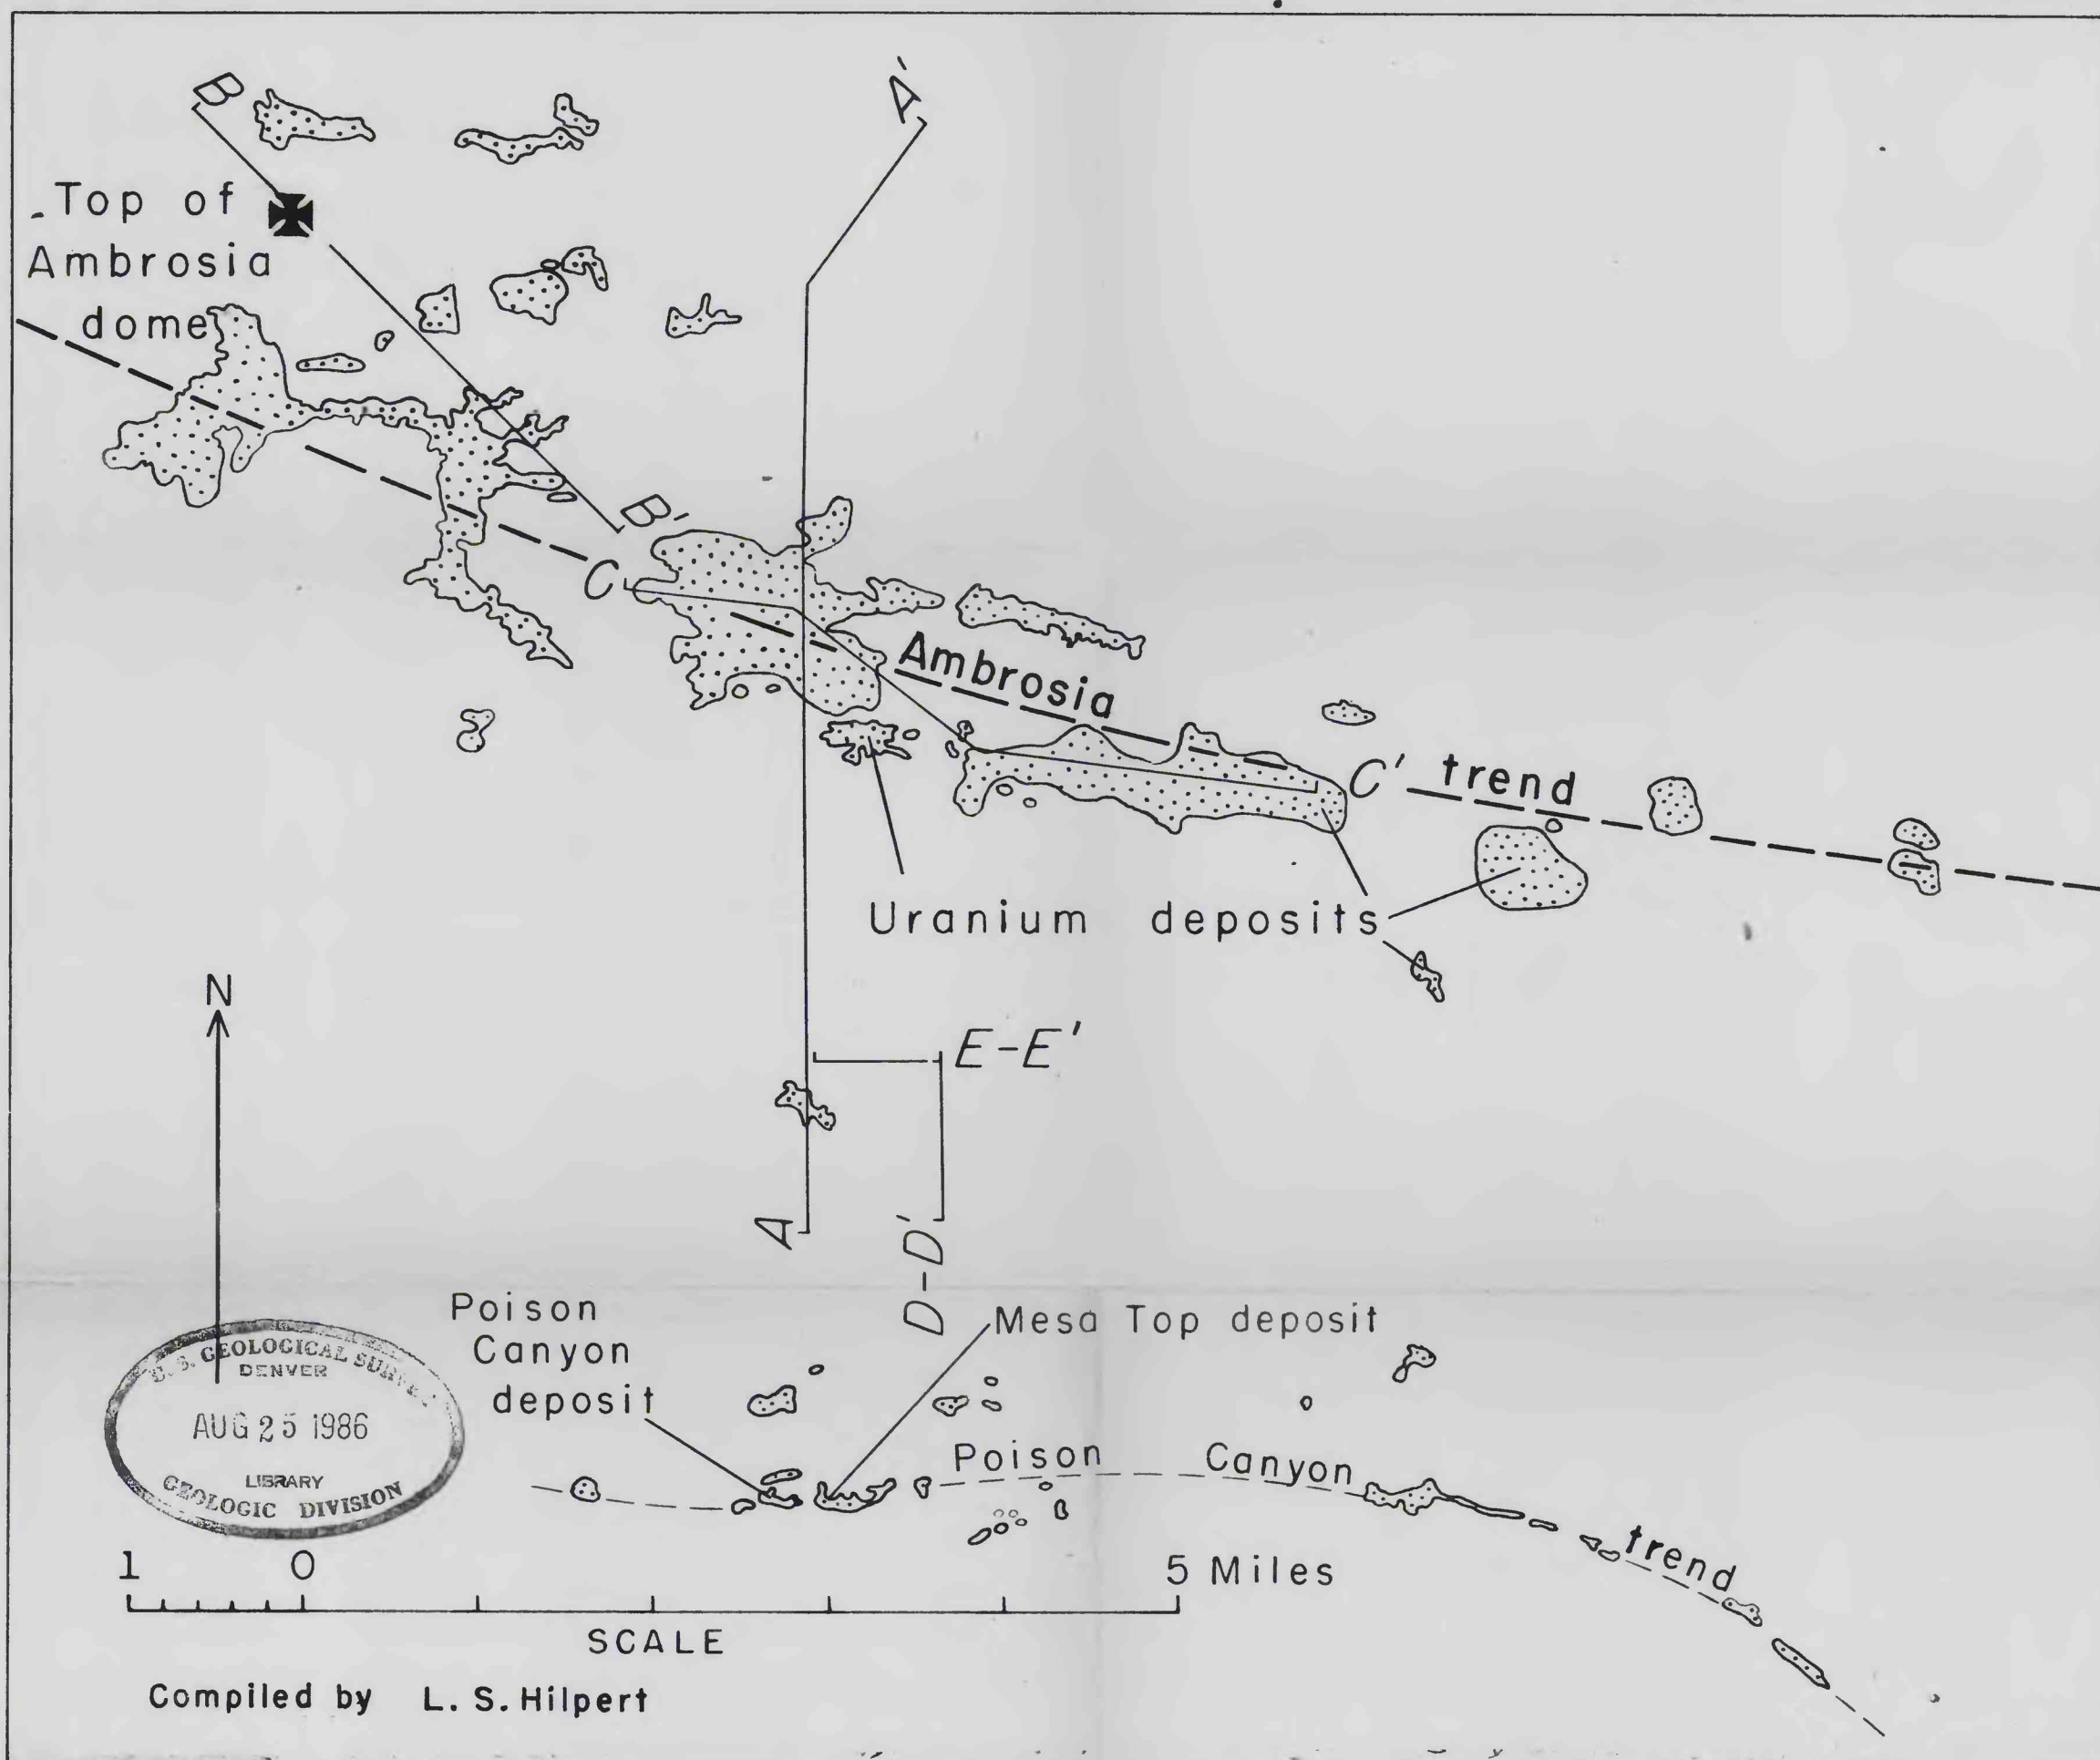 B
A'
Top of
Ambrosia
dome
B'
C
Ambrosia
C' trend
Uranium deposits
N
E-E'
A
D-D'
Poison
Canyon
deposit
Mesa Top deposit
Poison Canyon
trend
U. S. GEOLOGICAL SURVEY
DENVER
AUG 25 1986
LIBRARY
GEOLOGIC DIVISION
1 0 5 Miles
SCALE
Compiled by L. S. Hilpert